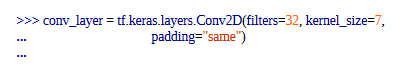 >>> conv_layer = tf.keras.layers.Conv2D(filters=32, kernel_size=7,
...                                     padding="same")
...